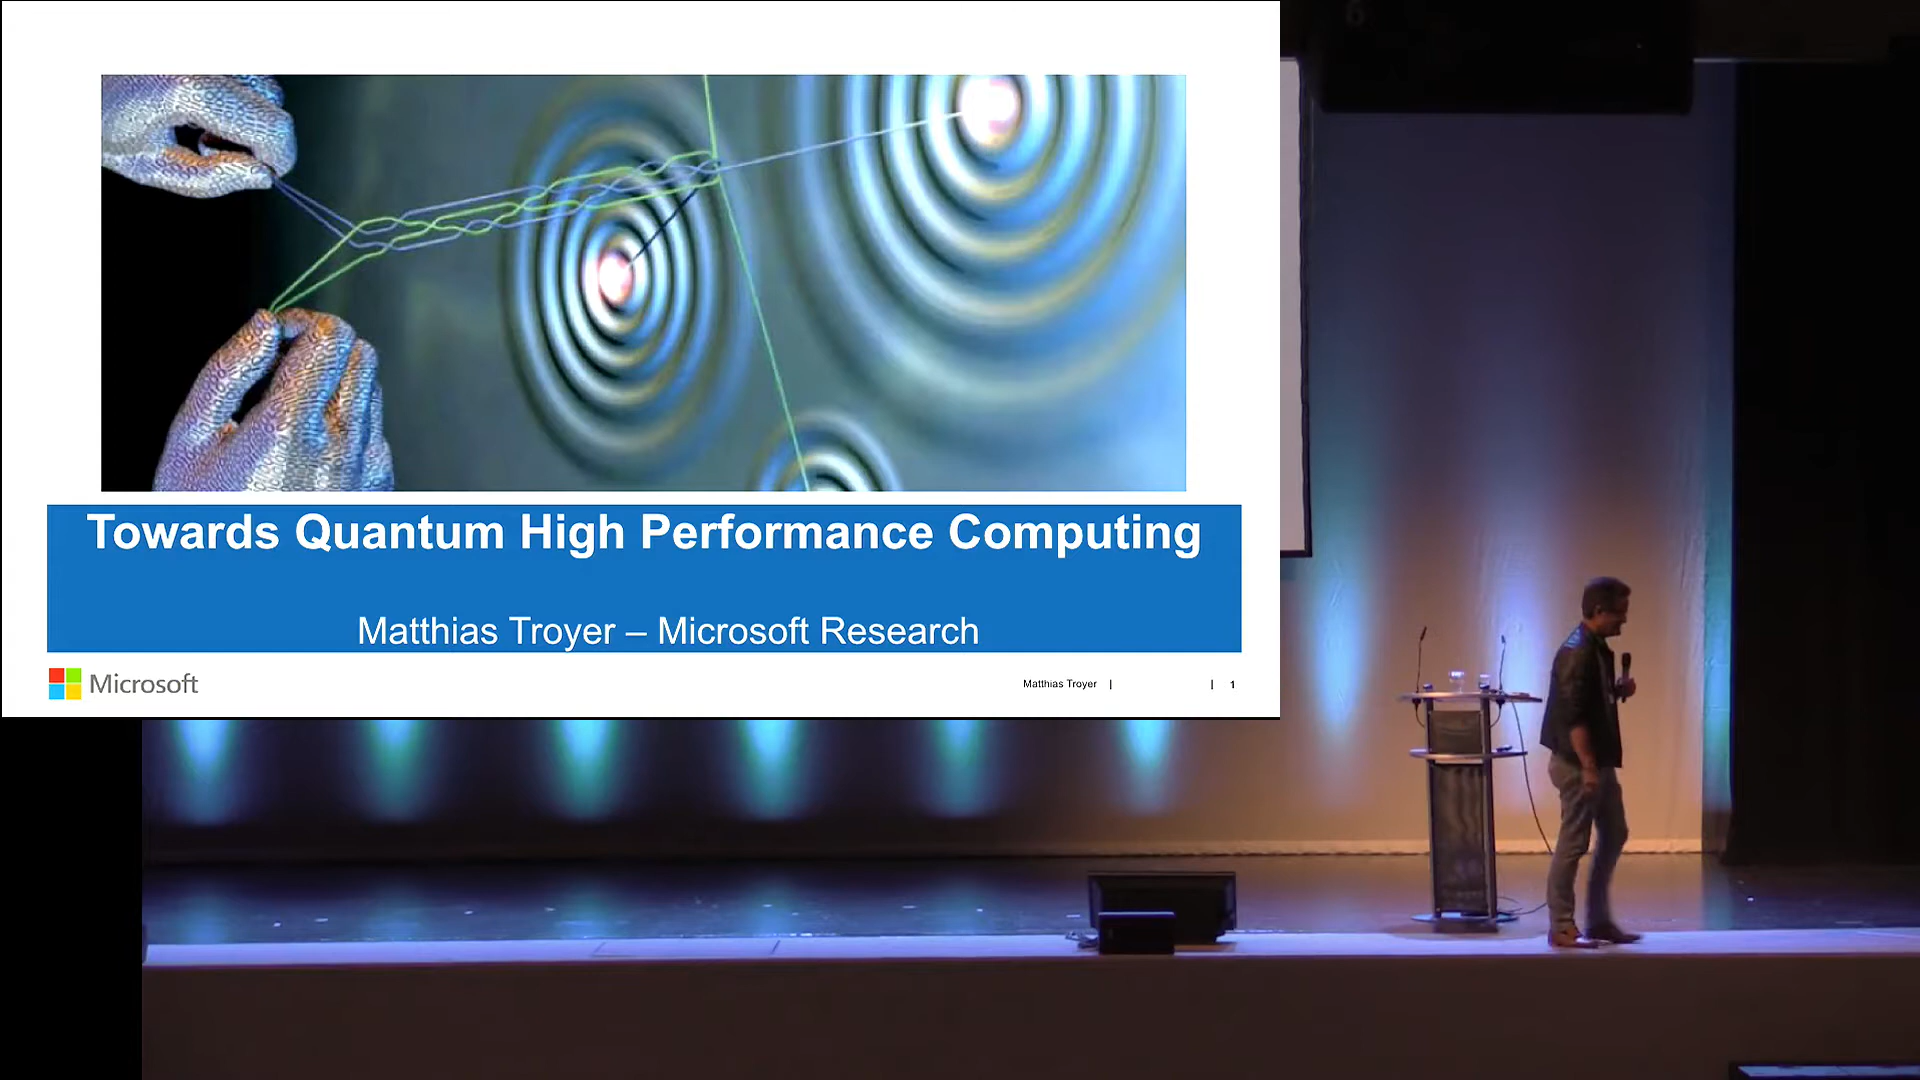 Towards Quantum High Performance Computing
Matthias Troyer – Microsoft Research
Microsoft
Matthias Troyer | | 1